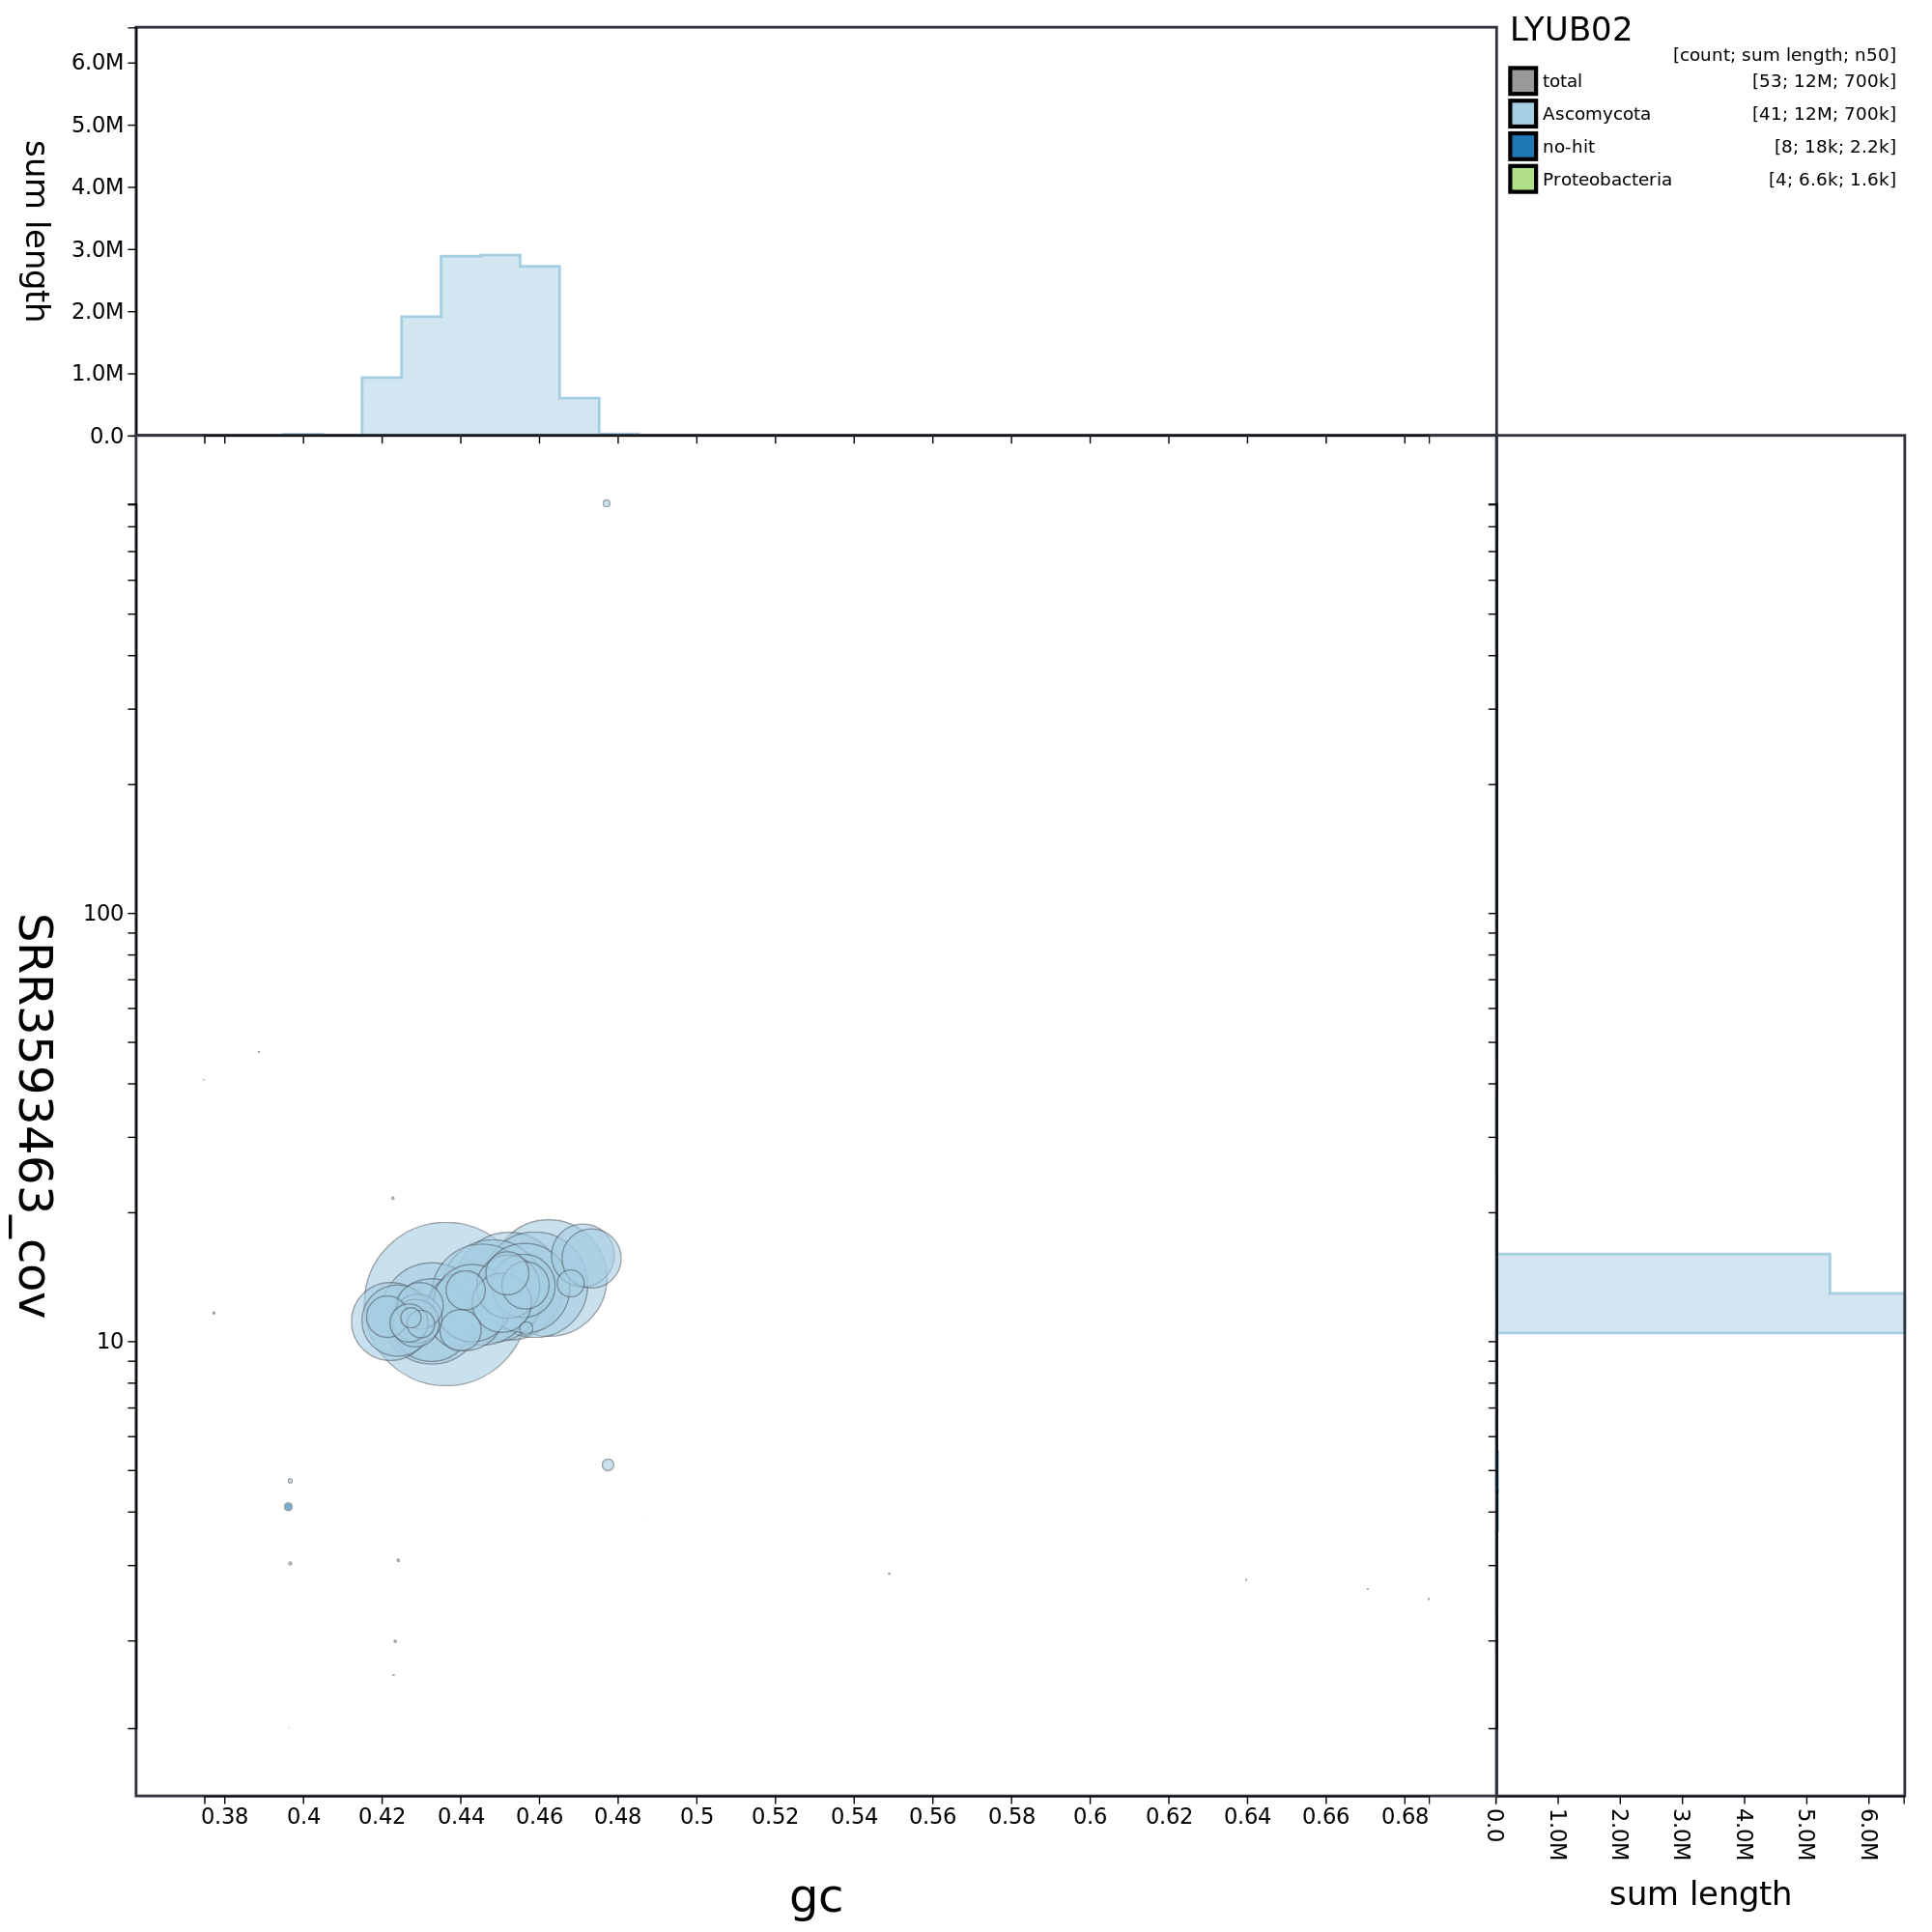 LYUB02
[count; sum length; n50]
total [53; 12M; 700k]
Ascomycota [41; 12M; 700k]
no-hit [8; 18k; 2.2k]
Proteobacteria [4; 6.6k; 1.6k]
sum length
6.0M
5.0M
4.0M
3.0M
2.0M
1.0M
0.0
SRR3593463_cov
100
10
0.38 0.4 0.42 0.44 0.46 0.48 0.5 0.52 0.54 0.56 0.58 0.6 0.62 0.64 0.66 0.68
gc
0.0 1.0M 2.0M 3.0M 4.0M 5.0M 6.0M
sum length